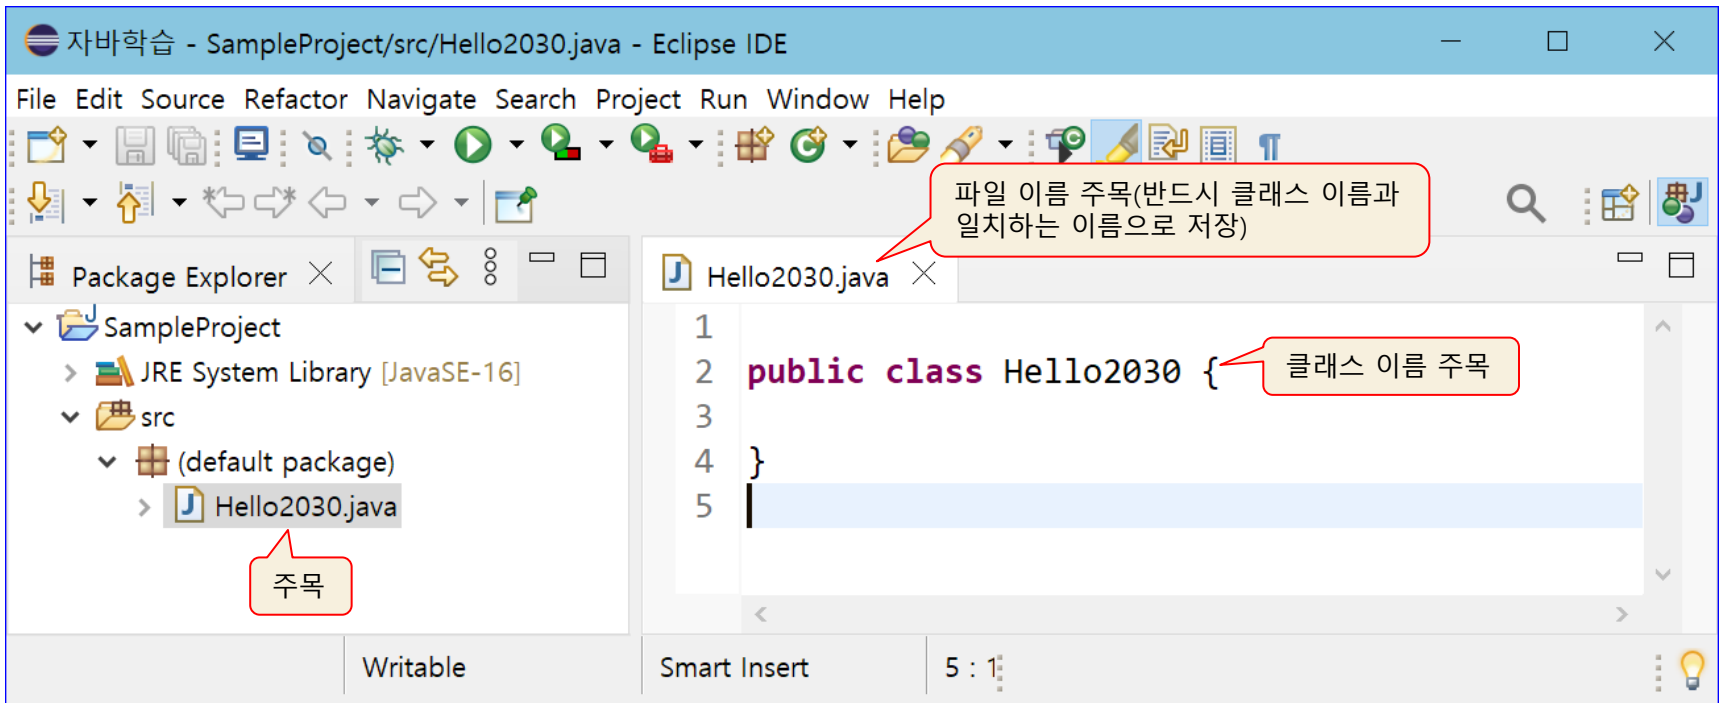 자바학습 - SampleProject/src/Hello2030.java - Eclipse IDE
File Edit Source Refactor Navigate Search Project Run Window Help
파일 이름 주목(반드시 클래스 이름과
일치하는 이름으로 저장)
Package Explorer
Hello2030.java
SampleProject
JRE System Library [JavaSE-16]
src
(default package)
Hello2030.java
주목
1
2 public class Hello2030 {
클래스 이름 주목
3
4 }
5
Writable
Smart Insert
5 : 1